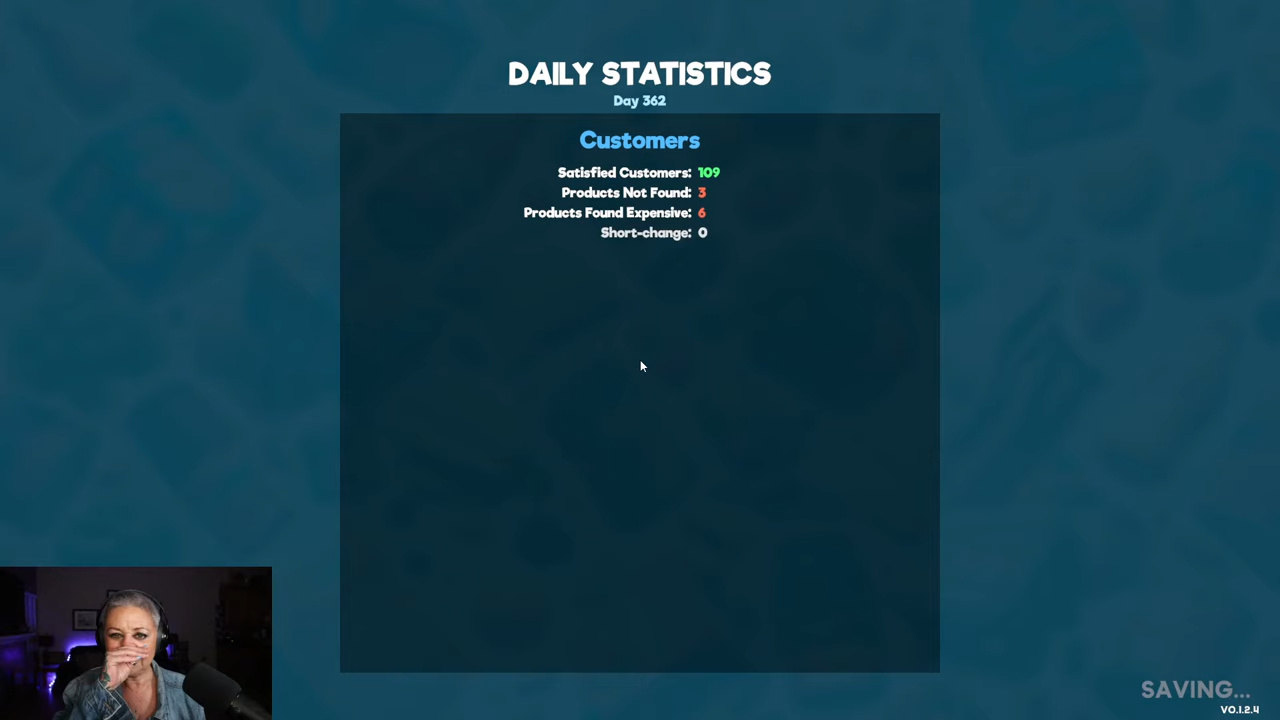 DAILY STATISTICS
Day 362
Customers
Satisfied Customers: 109
Products Not Found: 3
Products Found Expensive: 6
Short-change: 0
SAVING...
V0.1.2.4